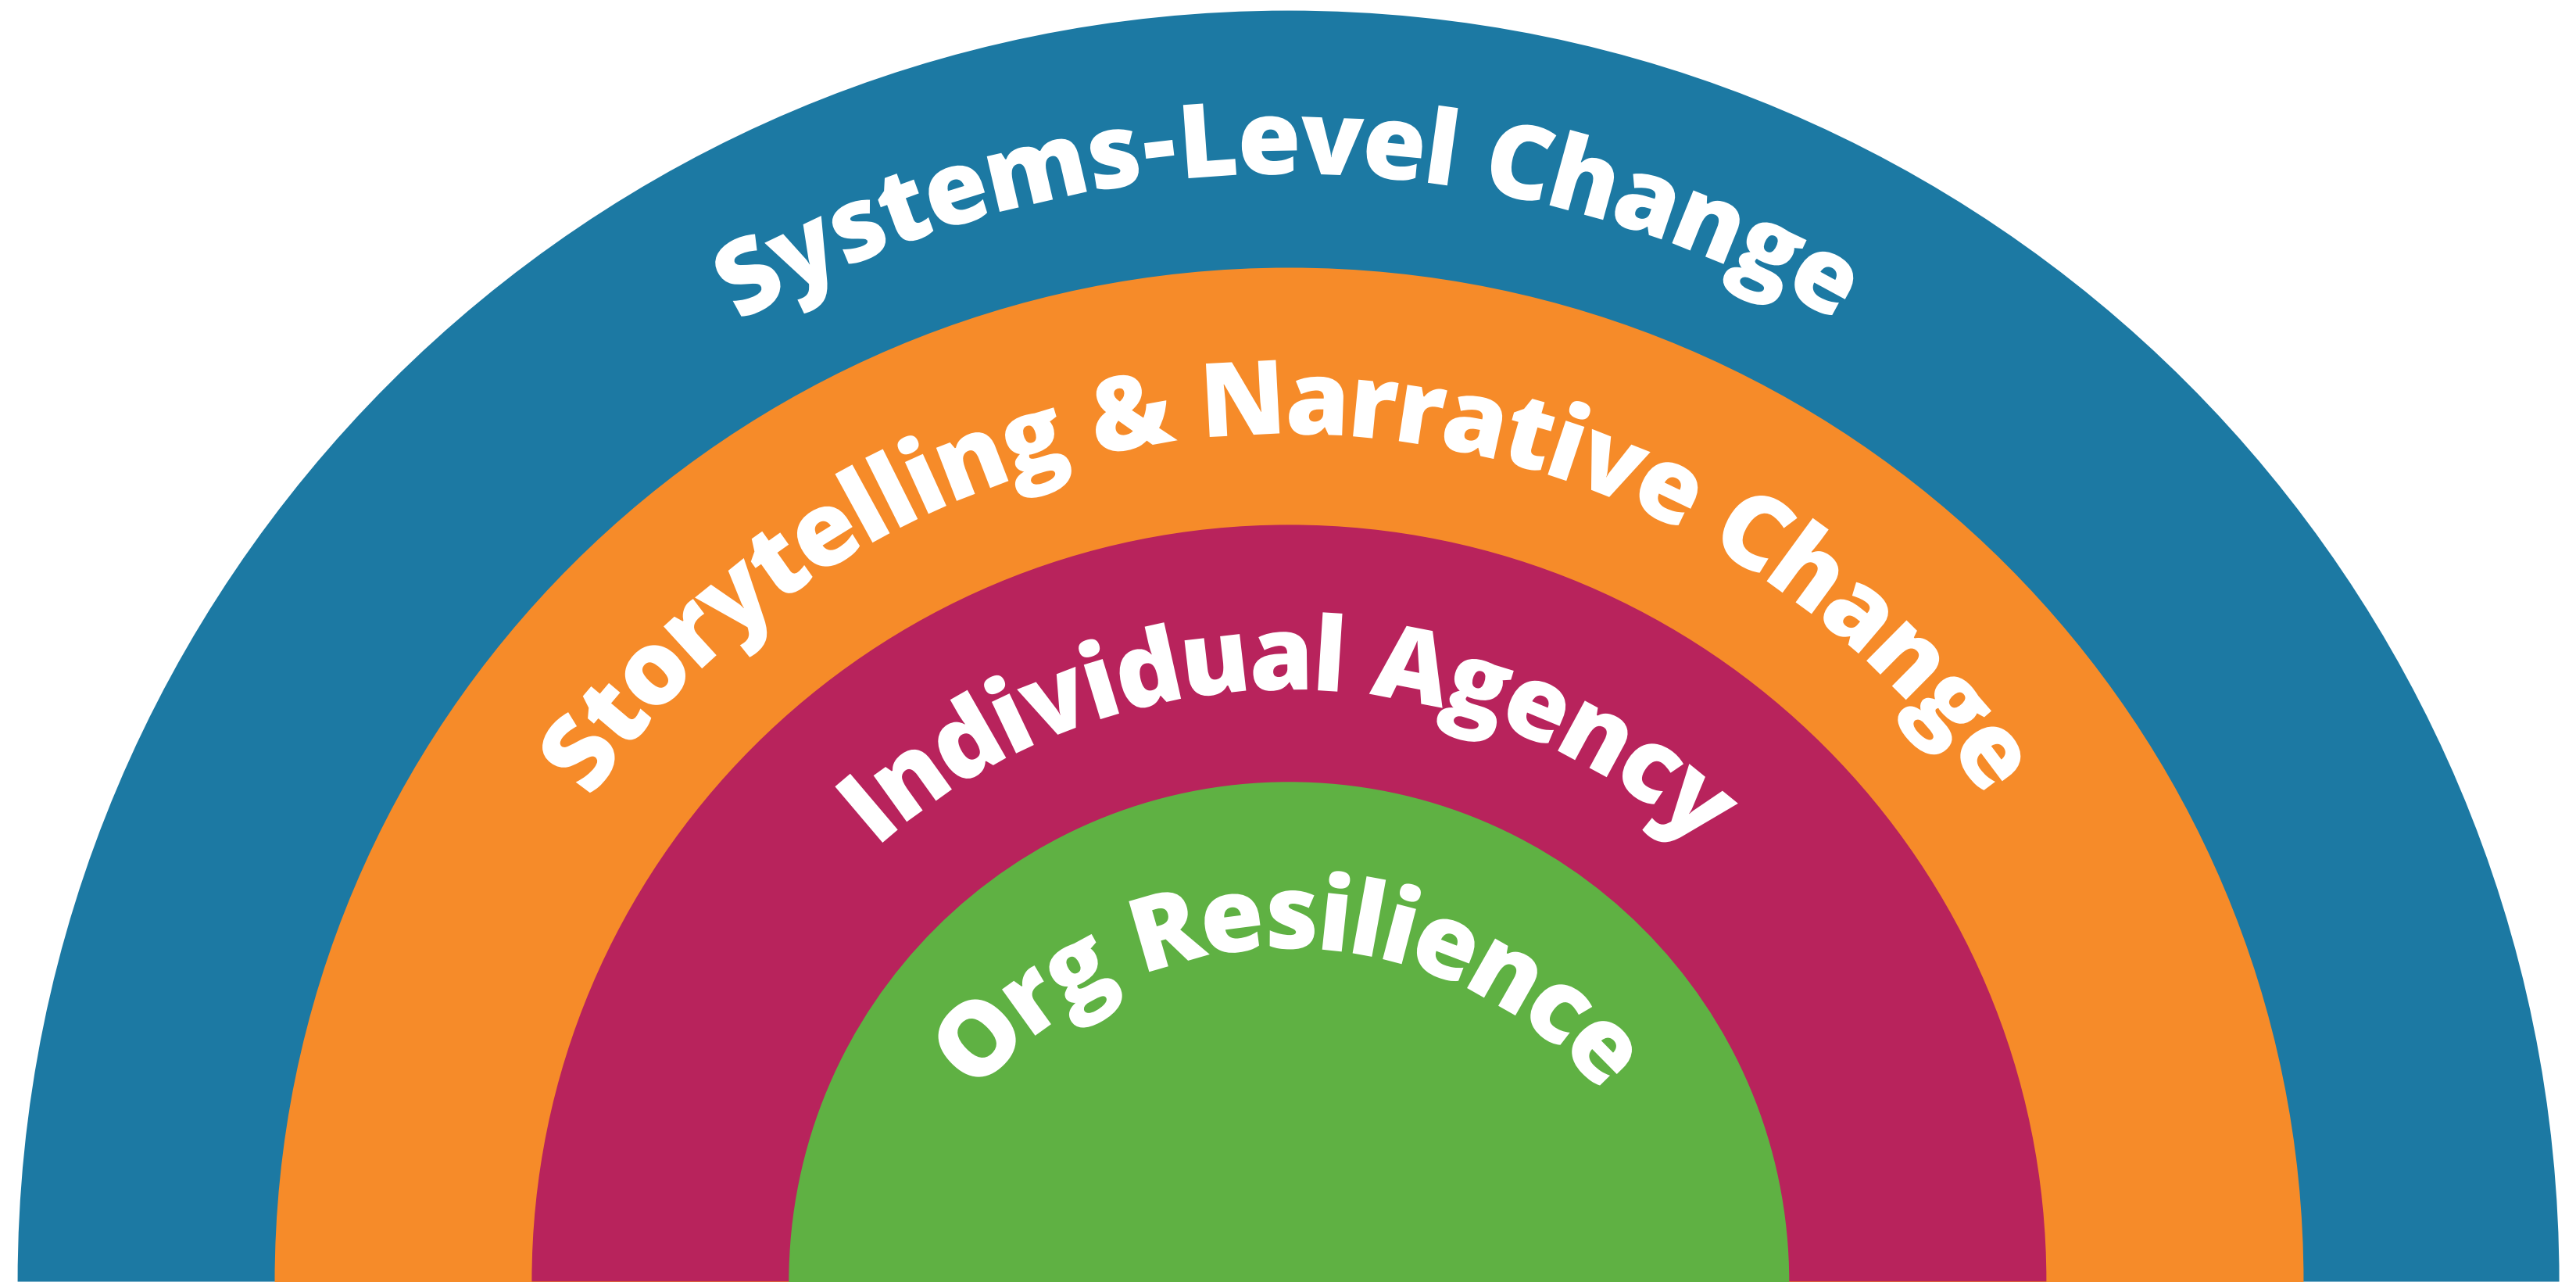 Systems-Level Change
Storytelling & Narrative Change
Individual Agency
Org Resilience